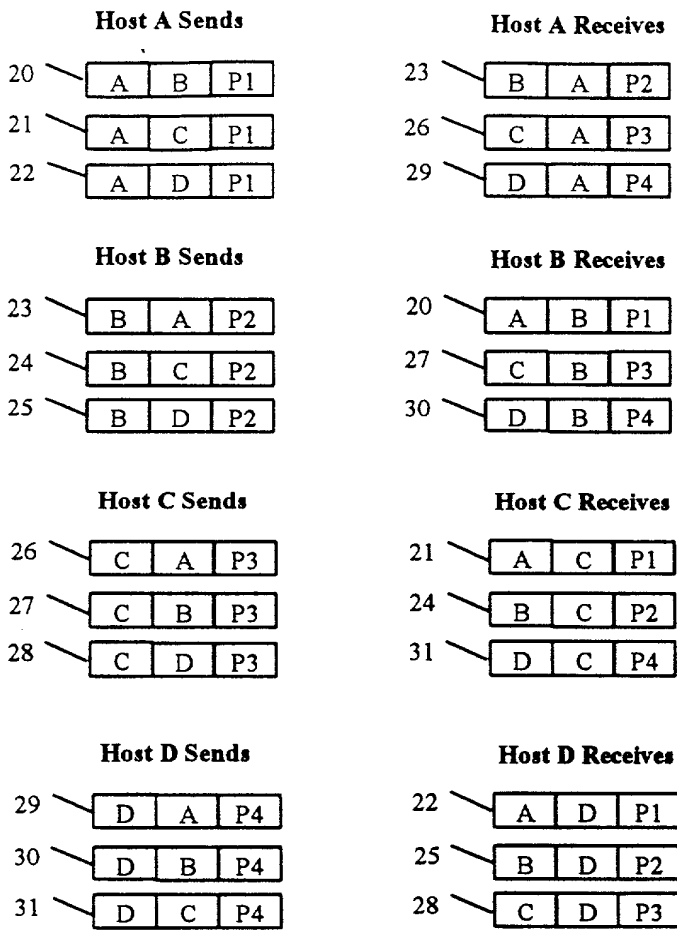 Host A Sends
20 A B P1
21 A C P1
22 A D P1
Host A Receives
23 B A P2
26 C A P3
29 D A P4
Host B Sends
23 B A P2
24 B C P2
25 B D P2
Host B Receives
20 A B P1
27 C B P3
30 D B P4
Host C Sends
26 C A P3
27 C B P3
28 C D P3
Host C Receives
21 A C P1
24 B C P2
31 D C P4
Host D Sends
29 D A P4
30 D B P4
31 D C P4
Host D Receives
22 A D P1
25 B D P2
28 C D P3